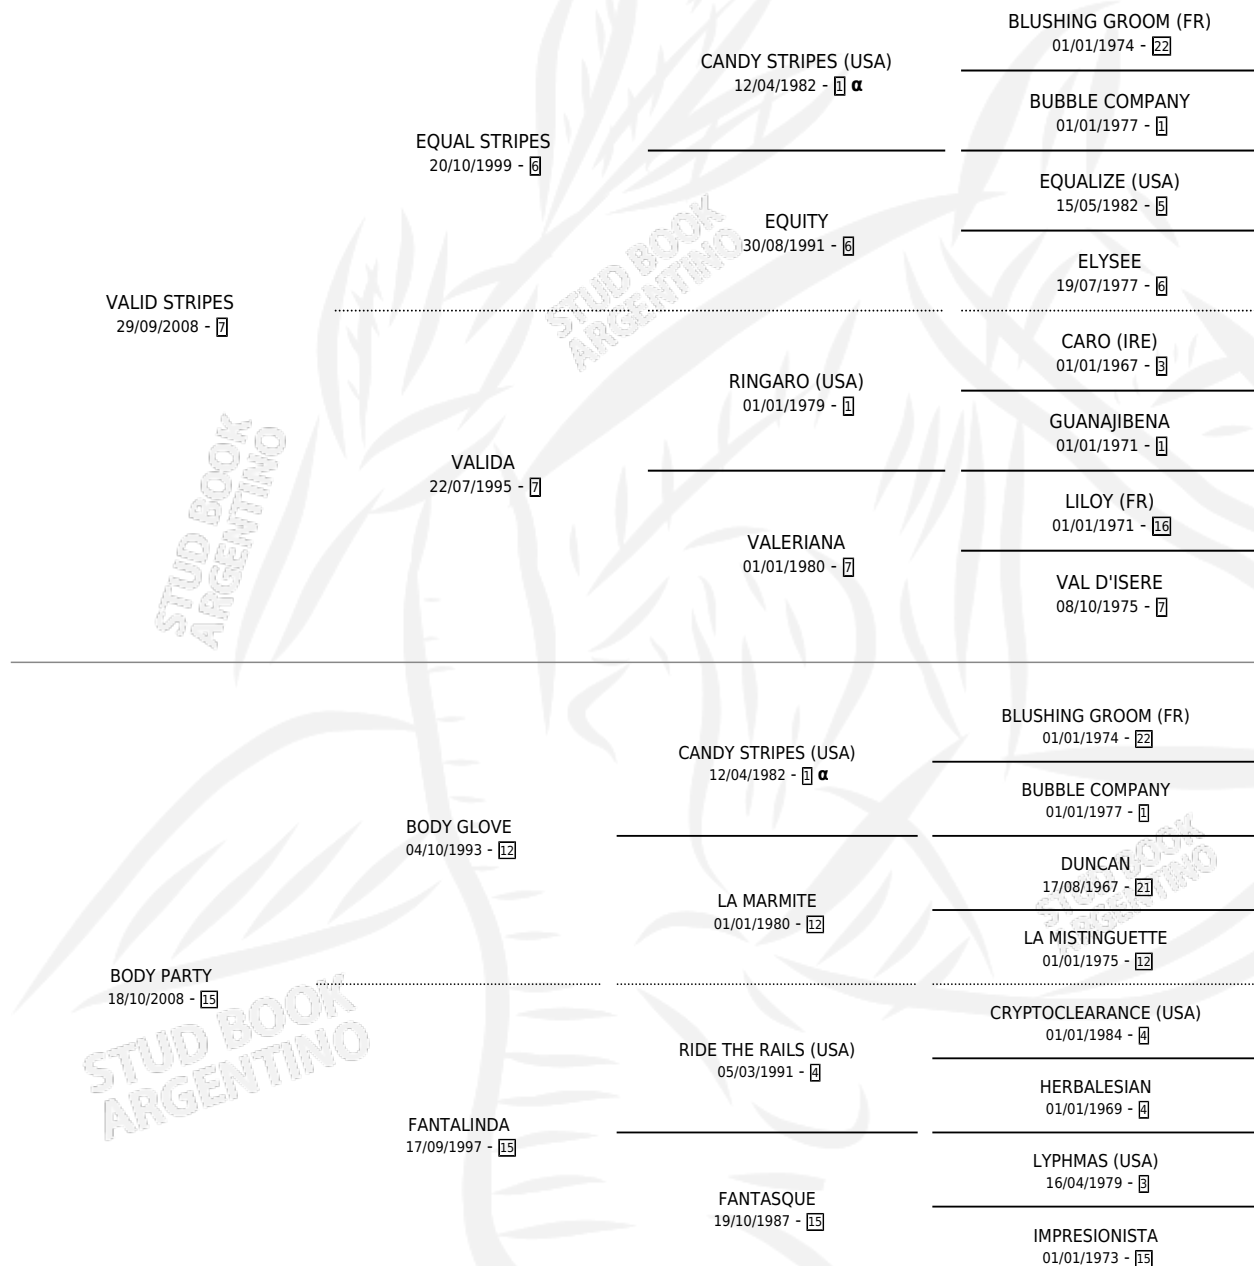 BLUSHING GROOM (FR)
01/01/1974 - 22
CANDY STRIPES (USA)
12/04/1982 - 1 α
BUBBLE COMPANY
01/01/1977 - 1
EQUAL STRIPES
20/10/1999 - 6
EQUALIZE (USA)
15/05/1982 - 5
EQUITY
30/08/1991 - 6
ELYSEE
19/07/1977 - 6
VALID STRIPES
29/09/2008 - 7
CARO (IRE)
01/01/1967 - 3
RINGARO (USA)
01/01/1979 - 1
GUANAJIBENA
01/01/1971 - 1
VALIDA
22/07/1995 - 7
LILOY (FR)
01/01/1971 - 16
VALERIANA
01/01/1980 - 7
VAL D'ISERE
08/10/1975 - 7
BLUSHING GROOM (FR)
01/01/1974 - 22
CANDY STRIPES (USA)
12/04/1982 - 1 α
BUBBLE COMPANY
01/01/1977 - 1
BODY GLOVE
04/10/1993 - 12
DUNCAN
17/08/1967 - 21
LA MARMITE
01/01/1980 - 12
LA MISTINGUETTE
01/01/1975 - 12
BODY PARTY
18/10/2008 - 15
CRYPTOCLEARANCE (USA)
01/01/1984 - 4
RIDE THE RAILS (USA)
05/03/1991 - 4
HERBALESIAN
01/01/1969 - 4
FANTALINDA
17/09/1997 - 15
LYPHMAS (USA)
16/04/1979 - 3
FANTASQUE
19/10/1987 - 15
IMPRESIONISTA
01/01/1973 - 15
STUD BOOK
ARGENTINO
STUD BOOK
ARGENTINO
STUD BOOK
ARGENTINO
STUD BOOK
ARGENTINO